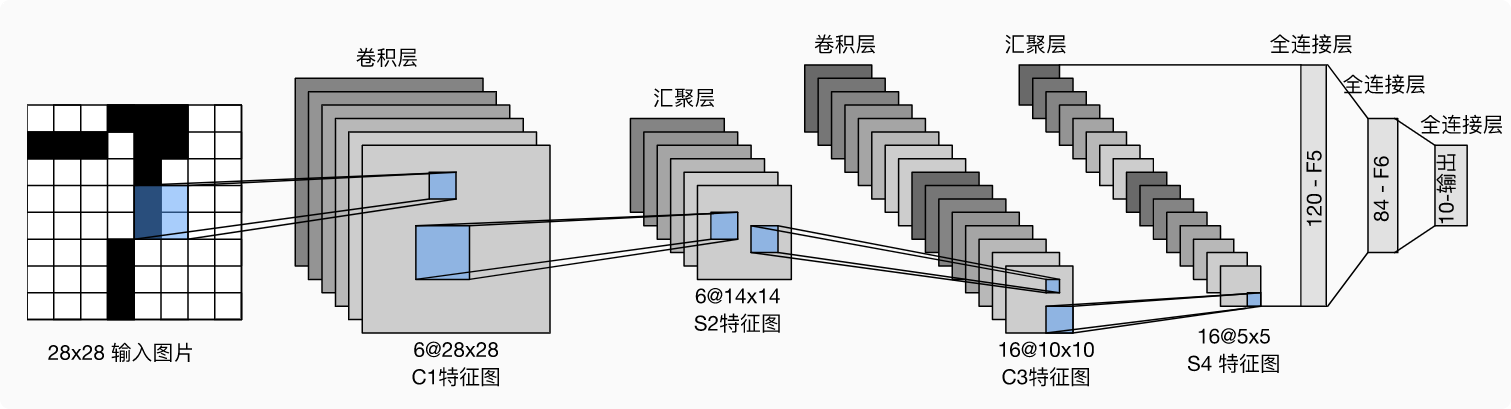 卷积层
汇聚层
卷积层
汇聚层
全连接层
全连接层
全连接层
28x28 输入图片
6@28x28
C1特征图
6@14x14
S2特征图
16@10x10
C3特征图
16@5x5
S4 特征图
120 - F5
84 - F6
10-输出